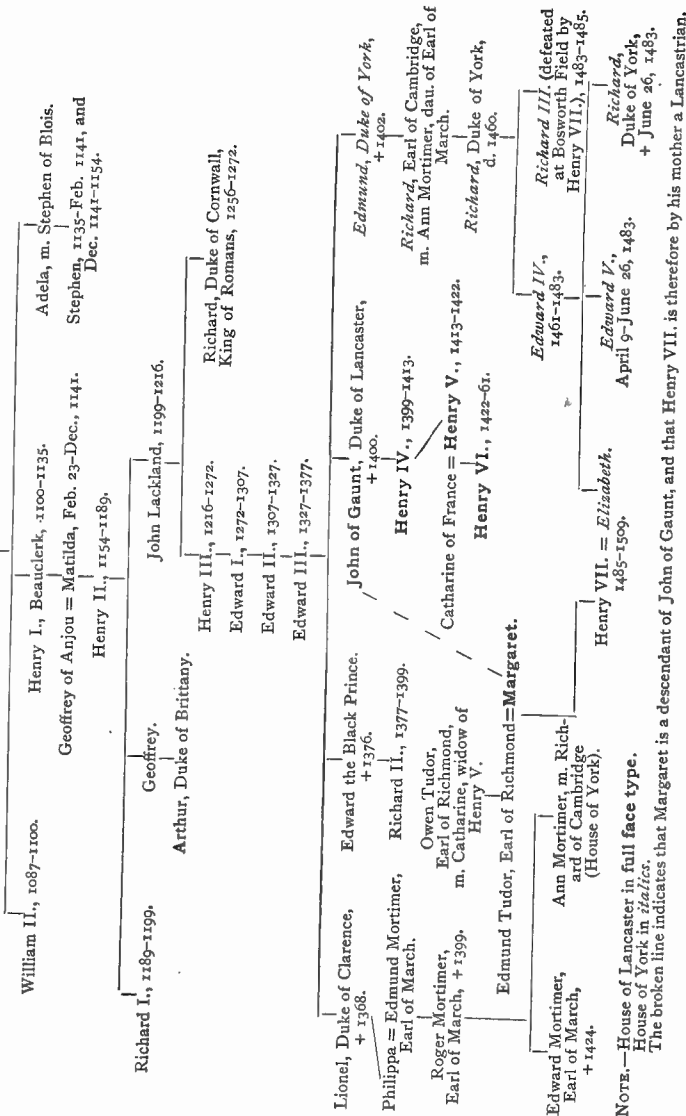 William II., 1087–1100.
Henry I., Beauclerk, 1100–1135.
Adela, m. Stephen of Blois.
Geoffrey of Anjou = Matilda, Feb. 23–Dec., 1141.
Stephen, 1135–Feb. 1141, and
Dec. 1141–1154.
Henry II., 1154–1189.
Richard I., 1189–1199.
Geoffrey.
John Lackland, 1199–1216.
Arthur, Duke of Brittany.
Henry III., 1216–1272.
Richard, Duke of Cornwall,
King of Romans, 1256–1272.
Edward I., 1272–1307.
Edward II., 1307–1327.
Edward III., 1327–1377.
Lionel, Duke of Clarence,
+ 1368.
Edward the Black Prince.
+ 1376.
John of Gaunt, Duke of Lancaster,
+ 1400.
Edmund, Duke of York,
+ 1402.
Philippa = Edmund Mortimer,
Earl of March.
Richard II., 1377–1399.
Henry IV., 1399–1413.
Richard, Earl of Cambridge,
m. Ann Mortimer, dau. of Earl of
March.
Roger Mortimer,
Earl of March, + 1399.
Owen Tudor,
Earl of Richmond,
m. Catharine, widow of
Henry V.
Catharine of France = Henry V., 1413–1422.
Henry VI., 1422–61.
Richard, Duke of York,
d. 1460.
Edmund Tudor, Earl of Richmond = Margaret.
Edward IV.,
1461–1483.
Richard III. (defeated
at Bosworth Field by
Henry VII.), 1483–1485.
Edward Mortimer,
Earl of March,
+ 1424.
Ann Mortimer, m. Rich-
ard of Cambridge
(House of York).
Henry VII. = Elizabeth.
1485–1509.
Edward V.,
April 9–June 26, 1483.
Richard,
Duke of York,
+ June 26, 1483.
NOTE.—House of Lancaster in full face type.
House of York in italics.
The broken line indicates that Margaret is a descendant of John of Gaunt, and that Henry VII. is therefore by his mother a Lancastrian.